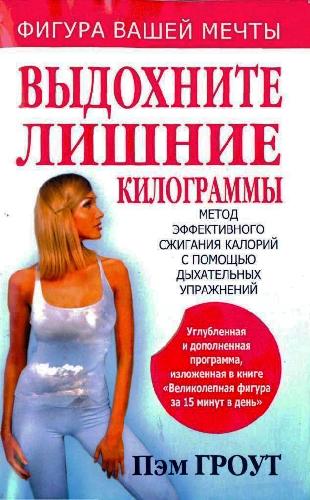 ФИГУРА ВАШЕЙ МЕЧТЫ
ВЫДОХНИТЕ
ЛИШНИЕ
КИЛОГРАММЫ
МЕТОД
ЭФФЕКТИВНОГО
СЖИГАНИЯ КАЛОРИЙ
С ПОМОЩЬЮ
ДЫХАТЕЛЬНЫХ
УПРАЖНЕНИЙ
Углубленная
и дополненная
программа,
изложенная в книге
«Великолепная фигура
за 15 минут в день»
Пэм ГРОУТ